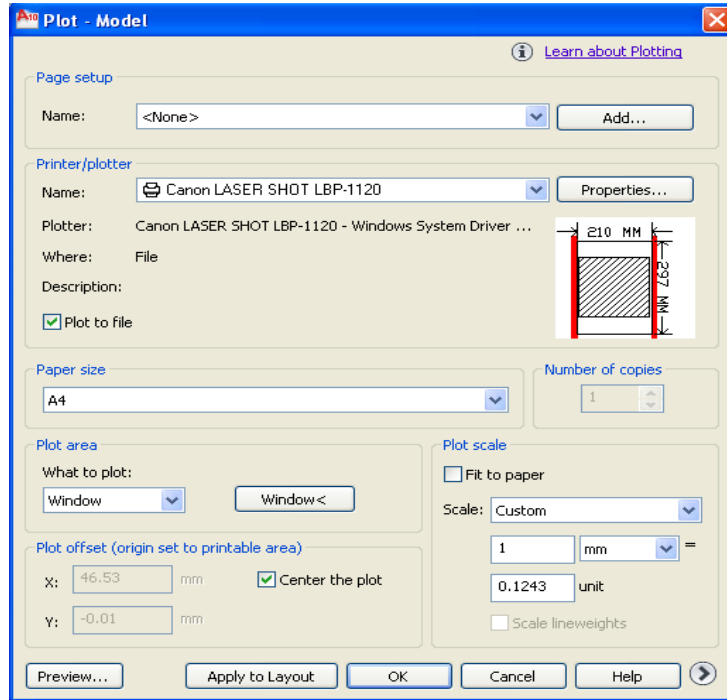 A10 Plot - Model
Learn about Plotting
Page setup
Name: <None> Add...
Printer/plotter
Name: Canon LASER SHOT LBP-1120 Properties...
Plotter: Canon LASER SHOT LBP-1120 - Windows System Driver ...
Where: File
Description:
Plot to file
210 MM
297 MM
Paper size
A4
Number of copies
1
Plot area
What to plot:
Window Window<
Plot offset (origin set to printable area)
X: 46.53 mm Center the plot
Y: -0.01 mm
Plot scale
Fit to paper
Scale: Custom
1 mm =
0.1243 unit
Scale lineweights
Preview... Apply to Layout OK Cancel Help